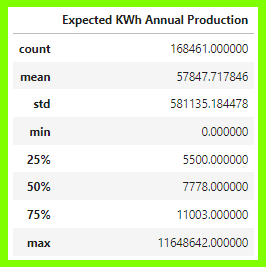 Expected KWh Annual Production
count 168461.000000
mean 57847.717846
std 581135.184478
min 0.000000
25% 5500.000000
50% 7778.000000
75% 11003.000000
max 11648642.000000